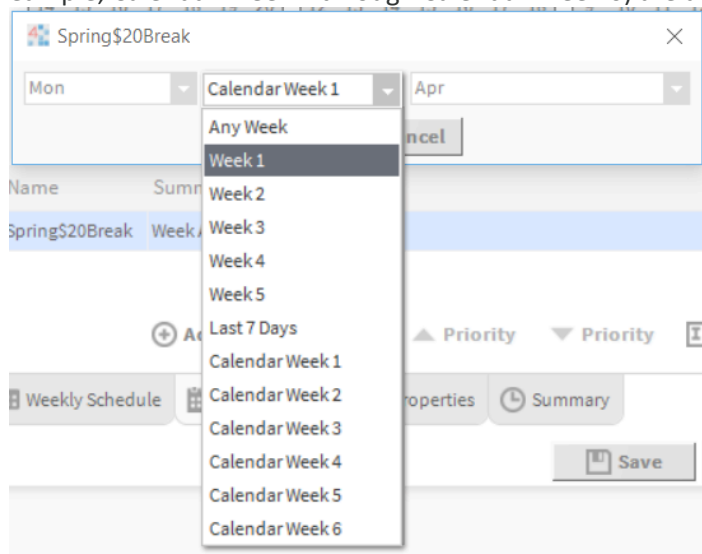 Spring$20Break
Mon Calendar Week 1 Apr
Any Week
Week 1
Week 2
Week 3
Week 4
Week 5
Last 7 Days
Calendar Week 1
Calendar Week 2
Calendar Week 3
Calendar Week 4
Calendar Week 5
Calendar Week 6
ncel
Name Summ
Spring$20Break Week
Priority Priority
Weekly Schedule roperties Summary
Save